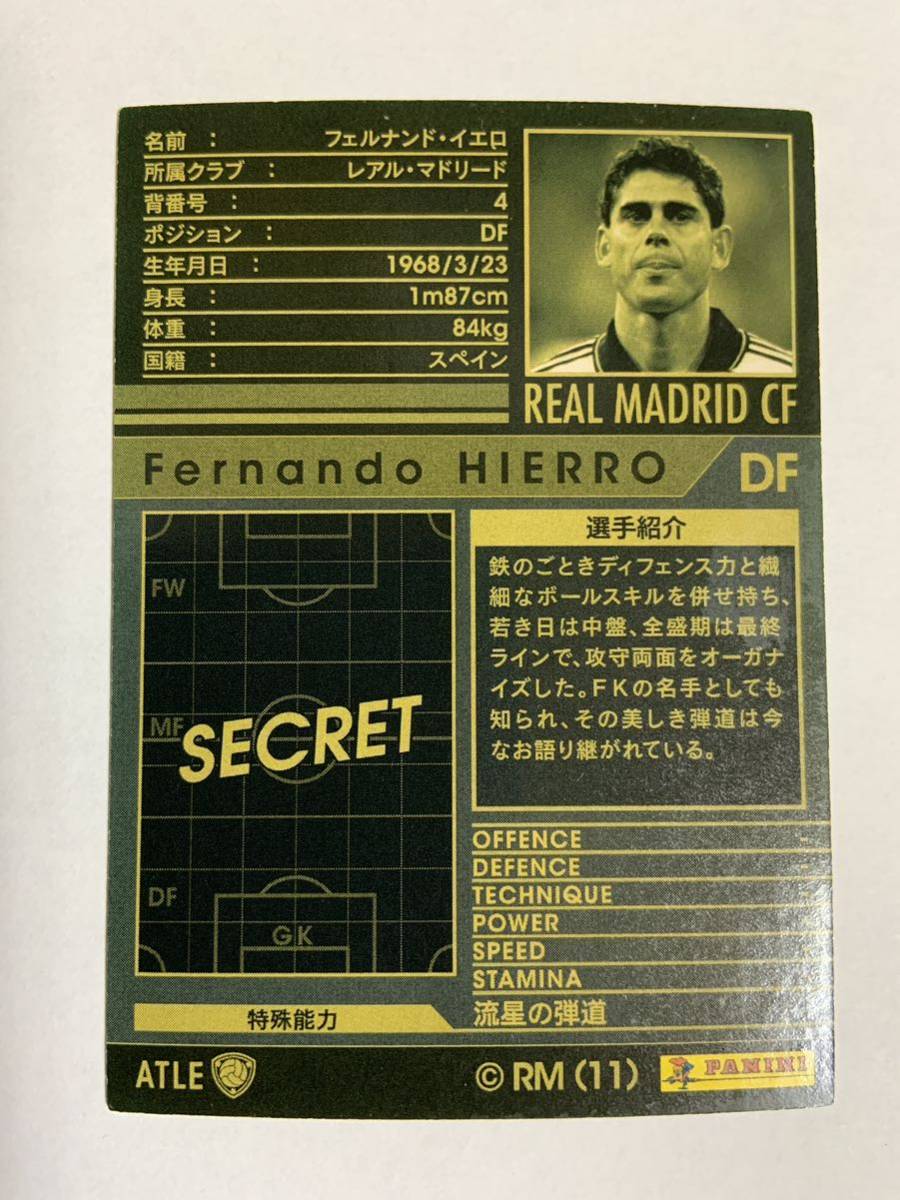 名前 : フェルナンド・イエロ
所属クラブ : レアル・マドリード
背番号 : 4
ポジション : DF
生年月日 : 1968/3/23
身長 : 1m87cm
体重 : 84kg
国籍 : スペイン
REAL MADRID CF
Fernando HIERRO
DF
FW
MF
SECRET
DF
GK
選手紹介
鉄のごときディフェンス力と繊
細なボールスキルを併せ持ち、
若き日は中盤、全盛期は最終
ラインで、攻守両面をオーガナ
イズした。FKの名手としても
知られ、その美しき弾道は今
なお語り継がれている。
OFFENCE -
DEFENCE -
TECHNIQUE -
POWER -
SPEED -
STAMINA -
特殊能力
流星の弾道
ATLE
© RM (11)
PANINI